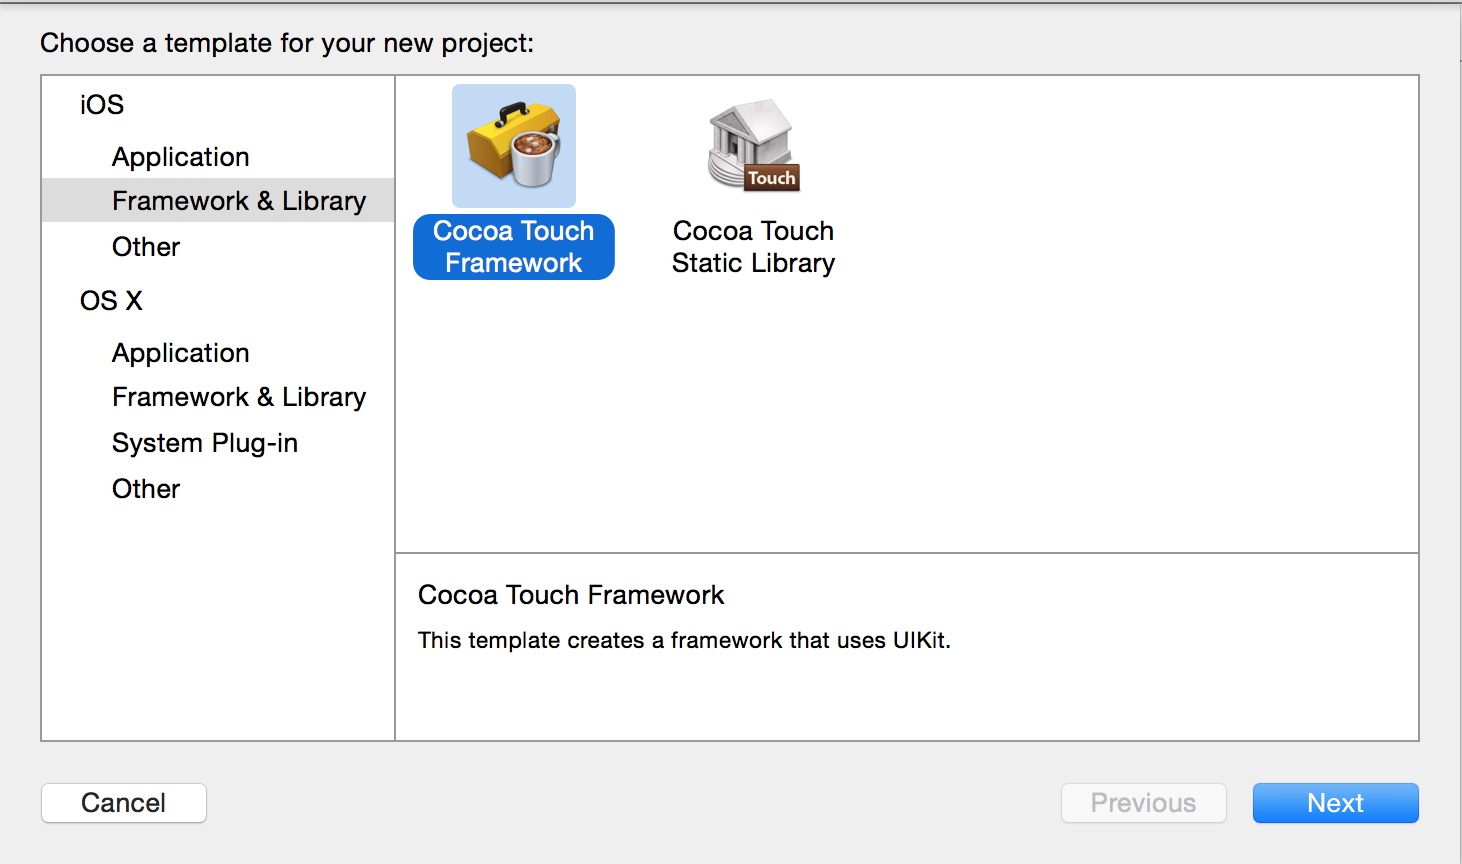 Choose a template for your new project:
iOS
Application
Framework & Library
Other
OS X
Application
Framework & Library
System Plug-in
Other
Cocoa Touch
Framework
Touch
Cocoa Touch
Static Library
Cocoa Touch Framework
This template creates a framework that uses UIKit.
Cancel
Previous
Next